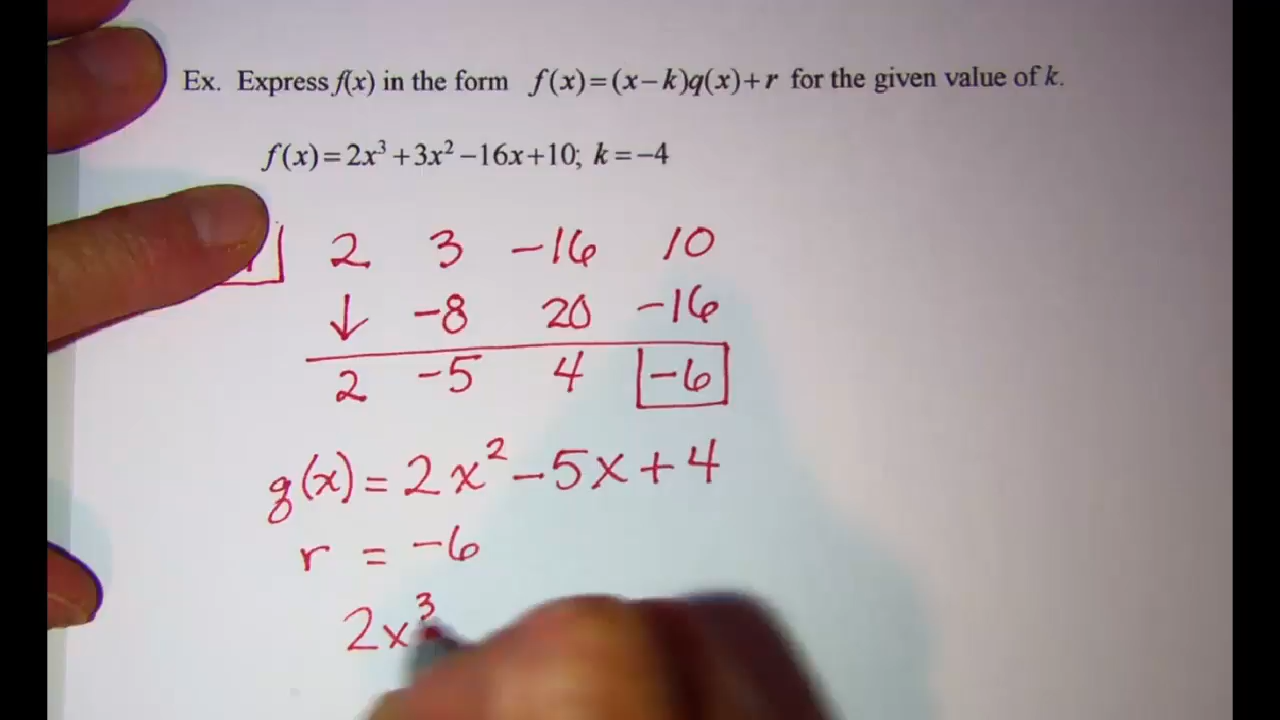 Ex. Express f(x) in the form f(x)=(x−k)q(x)+r for the given value of k.
f(x)=2x³+3x²−16x+10; k=−4
2 3 −16 10
↓ −8 20 −16
2 −5 4 −6
q(x)=2x²−5x+4
r = −6
2x³